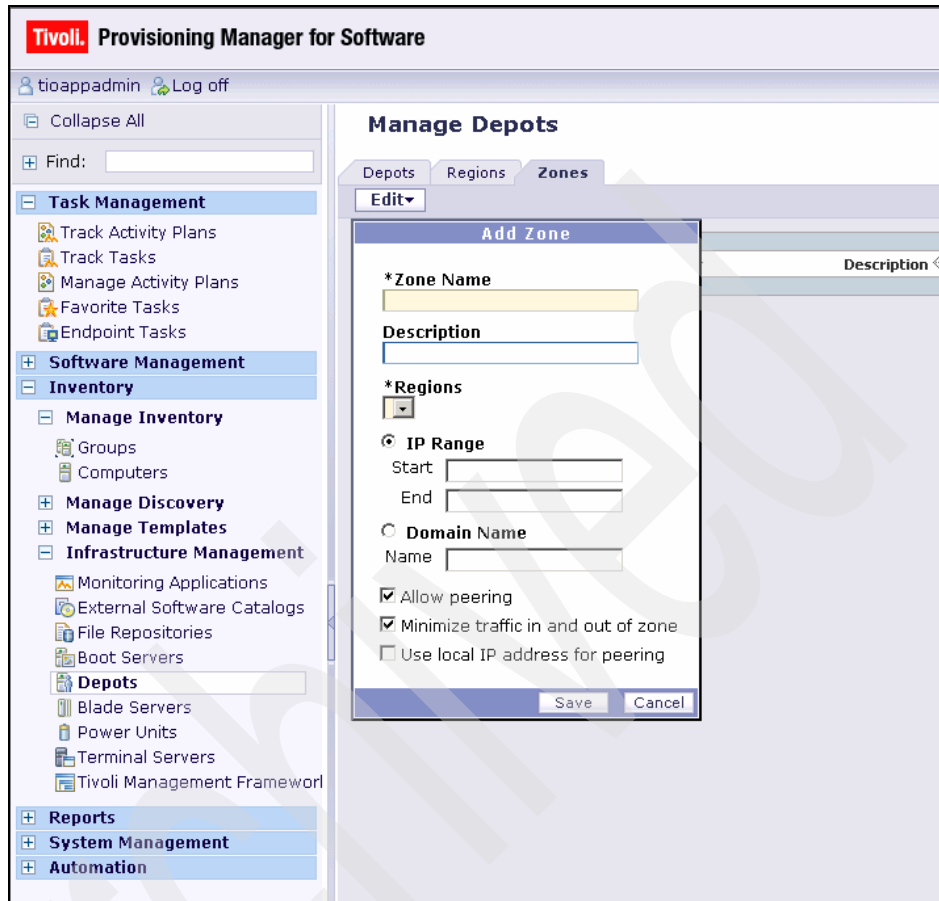 Tivoli. Provisioning Manager for Software
tioappadmin Log off
Collapse All
Find:
Task Management
Track Activity Plans
Track Tasks
Manage Activity Plans
Favorite Tasks
Endpoint Tasks
Software Management
Inventory
Manage Inventory
Groups
Computers
Manage Discovery
Manage Templates
Infrastructure Management
Monitoring Applications
External Software Catalogs
File Repositories
Boot Servers
Depots
Blade Servers
Power Units
Terminal Servers
Tivoli Management Framework
Reports
System Management
Automation
Manage Depots
Depots Regions Zones
Edit
Add Zone
Description
*Zone Name
Description
*Regions
IP Range
Start
End
Domain Name
Name
Allow peering
Minimize traffic in and out of zone
Use local IP address for peering
Save Cancel